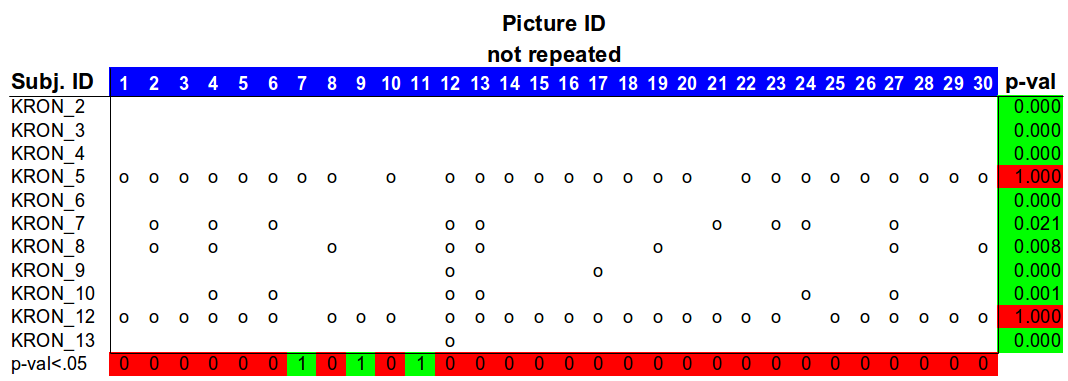 Picture ID
not repeated
Subj. ID 1 2 3 4 5 6 7 8 9 10 11 12 13 14 15 16 17 18 19 20 21 22 23 24 25 26 27 28 29 30 p-val
KRON_2 0.000
KRON_3 0.000
KRON_4 0.000
KRON_5 o o o o o o o o o o o o o o o o o o o o o o o o o o o 1.000
KRON_6 0.000
KRON_7 o o o o o o o o o 0.021
KRON_8 o o o o o o o o 0.008
KRON_9 o o 0.000
KRON_10 o o o o o o 0.001
KRON_12 o o o o o o o o o o o o o o o o o o o o o o o o o o o 1.000
KRON_13 o 0.000
p-val<.05 0 0 0 0 0 0 1 0 1 0 1 0 0 0 0 0 0 0 0 0 0 0 0 0 0 0 0 0 0 0